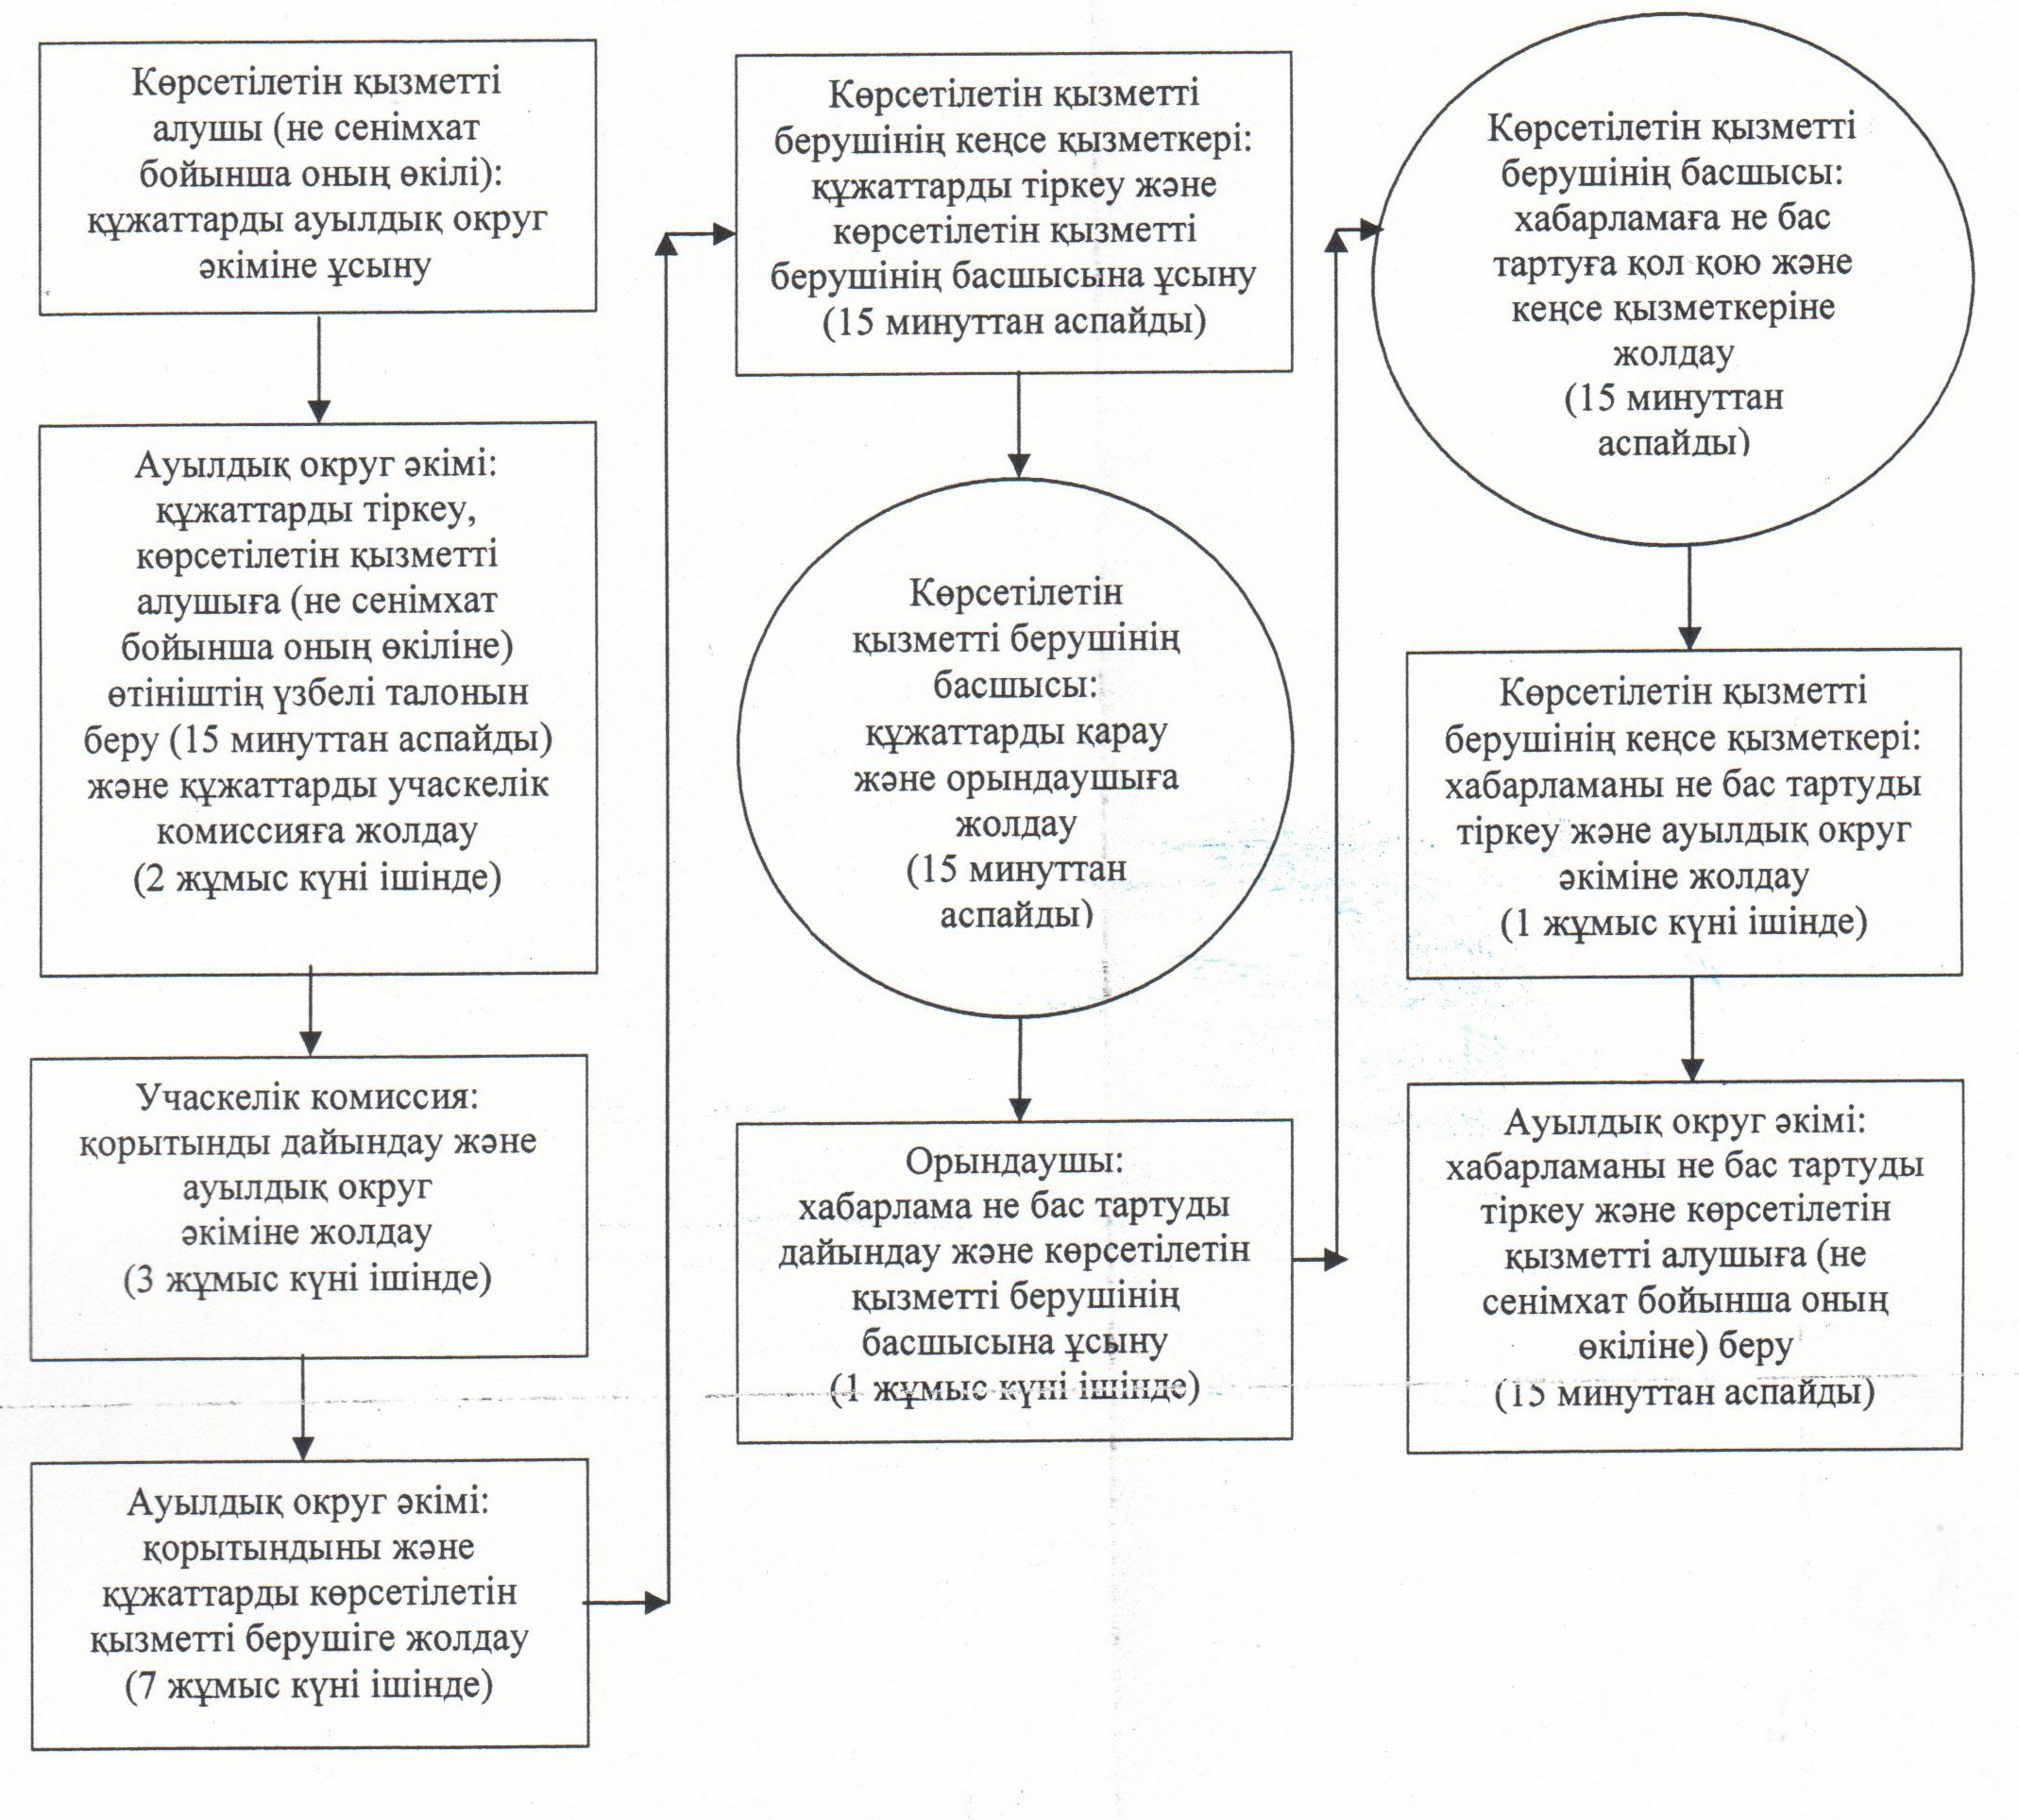 Көрсетілетін қызметті
алушы (не сенімхат
бойынша оның өкілі):
құжаттарды ауылдық округ
әкіміне ұсыну
Ауылдық округ әкімі:
құжаттарды тіркеу,
көрсетілетін қызметті
алушыға (не сенімхат
бойынша оның өкіліне)
өтініштің үзбелі талонын
беру (15 минуттан аспайды)
және құжаттарды учаскелік
комиссияға жолдау
(2 жұмыс күні ішінде)
Учаскелік комиссия:
қорытынды дайындау және
ауылдық округ
әкіміне жолдау
(3 жұмыс күні ішінде)
Ауылдық округ әкімі:
қорытындыны және
құжаттарды көрсетілетін
қызметті берушіге жолдау
(7 жұмыс күні ішінде)
Көрсетілетін қызметті
берушінің кеңсе қызметкері:
құжаттарды тіркеу және
көрсетілетін қызметті
берушінің басшысына ұсыну
(15 минуттан аспайды)
Көрсетілетін
қызметті берушінің
басшысы:
құжаттарды қарау
және орындаушыға
жолдау
(15 минуттан
аспайды)
Орындаушы:
хабарлама не бас тартуды
дайындау және көрсетілетін
қызметті берушінің
басшысына ұсыну
(1 жұмыс күні ішінде)
Көрсетілетін қызметті
берушінің басшысы:
хабарламаға не бас
тартуға қол қою және
кеңсе қызметкеріне
жолдау
(15 минуттан
аспайды)
Көрсетілетін қызметті
берушінің кеңсе қызметкері:
хабарламаны не бас тартуды
тіркеу және ауылдық округ
әкіміне жолдау
(1 жұмыс күні ішінде)
Ауылдық округ әкімі:
хабарламаны не бас тартуды
тіркеу және көрсетілетін
қызметті алушыға (не
сенімхат бойынша оның
өкіліне) беру
(15 минуттан аспайды)